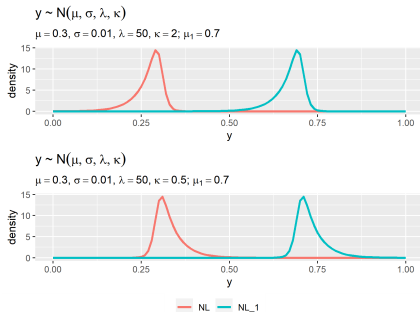 y ~ N(μ, σ, λ, κ)
μ = 0.3, σ = 0.01, λ = 50, κ = 2; μ₁ = 0.7
15
10
density
5
0
0.00 0.25 0.50 0.75 1.00
y
y ~ N(μ, σ, λ, κ)
μ = 0.3, σ = 0.01, λ = 50, κ = 0.5; μ₁ = 0.7
15
10
density
5
0
0.00 0.25 0.50 0.75 1.00
y
NL NL_1